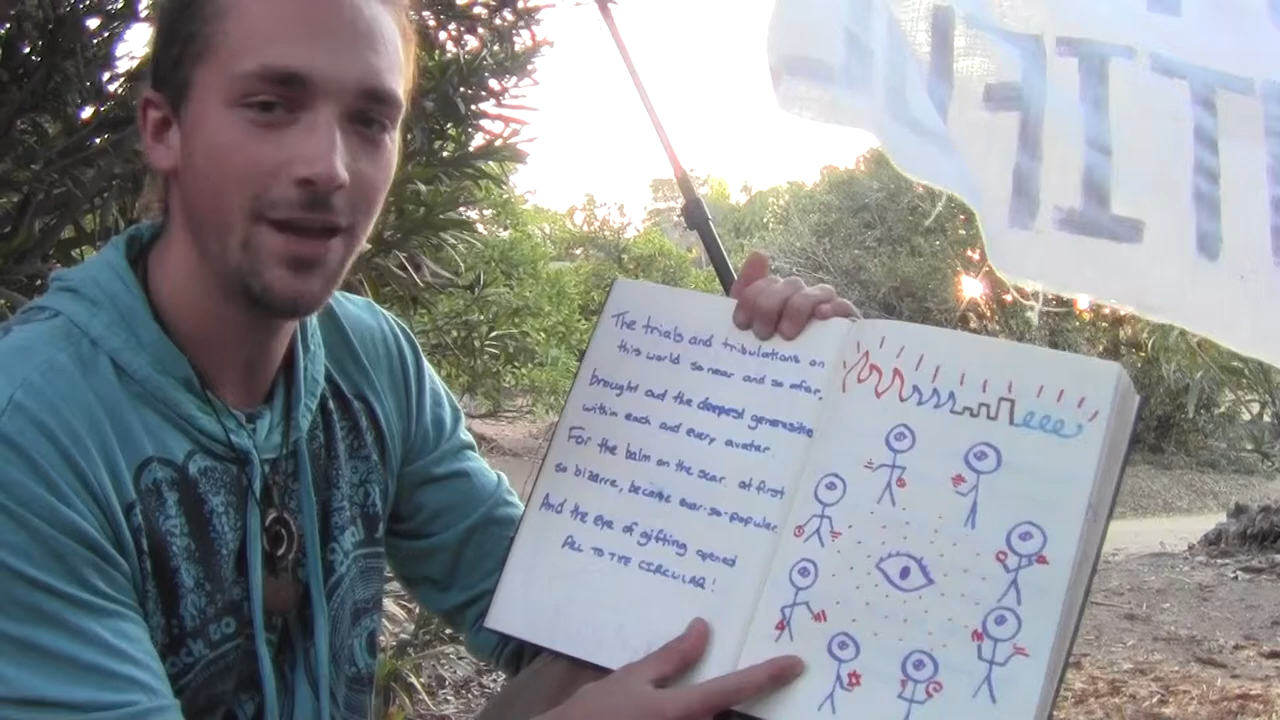 The trials and tribulations on
this world so near and so afar,
brought out the deepest generosities
within each and every avatar.
For the balm on the scar, at first
so bizarre, became ever-so-popular.
And the eye of gifting opened
ALL TO THE CIRCULAR!
back to